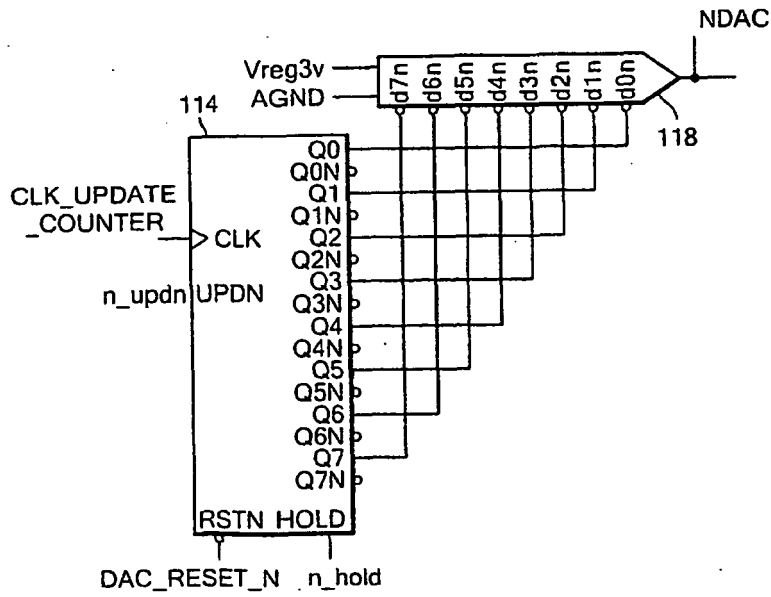 NDAC
Vreg3v
AGND
d7n
d6n
d5n
d4n
d3n
d2n
d1n
d0n
118
114
Q0
Q0N
Q1
Q1N
Q2
Q2N
Q3
Q3N
Q4
Q4N
Q5
Q5N
Q6
Q6N
Q7
Q7N
CLK_UPDATE
_COUNTER
CLK
n_updn UPDN
RSTN HOLD
DAC_RESET_N n_hold